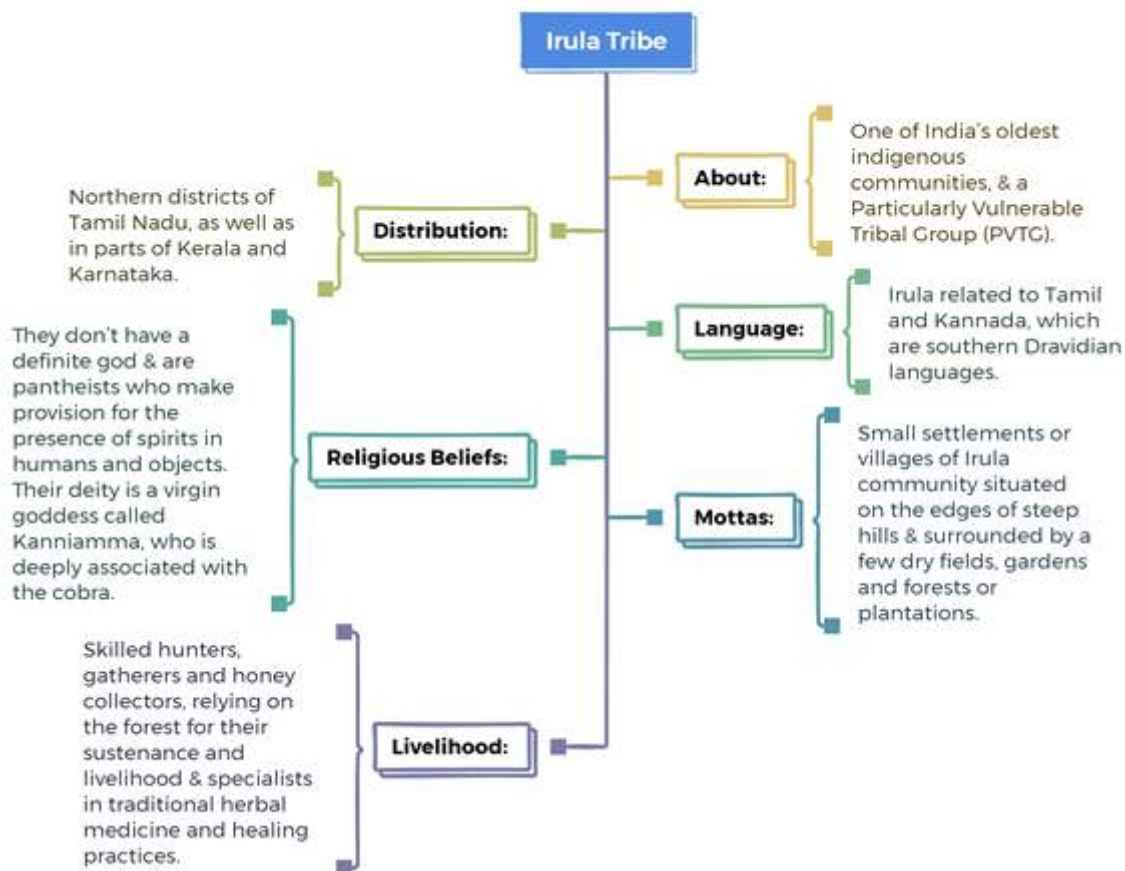 Irula Tribe
About:
One of India's oldest
indigenous
communities, & a
Particularly Vulnerable
Tribal Group (PVTG).
Distribution:
Northern districts of
Tamil Nadu, as well as
in parts of Kerala and
Karnataka.
Language:
Irula related to Tamil
and Kannada, which
are southern Dravidian
languages.
Religious Beliefs:
They don't have a
definite god & are
pantheists who make
provision for the
presence of spirits in
humans and objects.
Their deity is a virgin
goddess called
Kanniamma, who is
deeply associated with
the cobra.
Mottas:
Small settlements or
villages of Irula
community situated
on the edges of steep
hills & surrounded by a
few dry fields, gardens
and forests or
plantations.
Livelihood:
Skilled hunters,
gatherers and honey
collectors, relying on
the forest for their
sustenance and
livelihood & specialists
in traditional herbal
medicine and healing
practices.